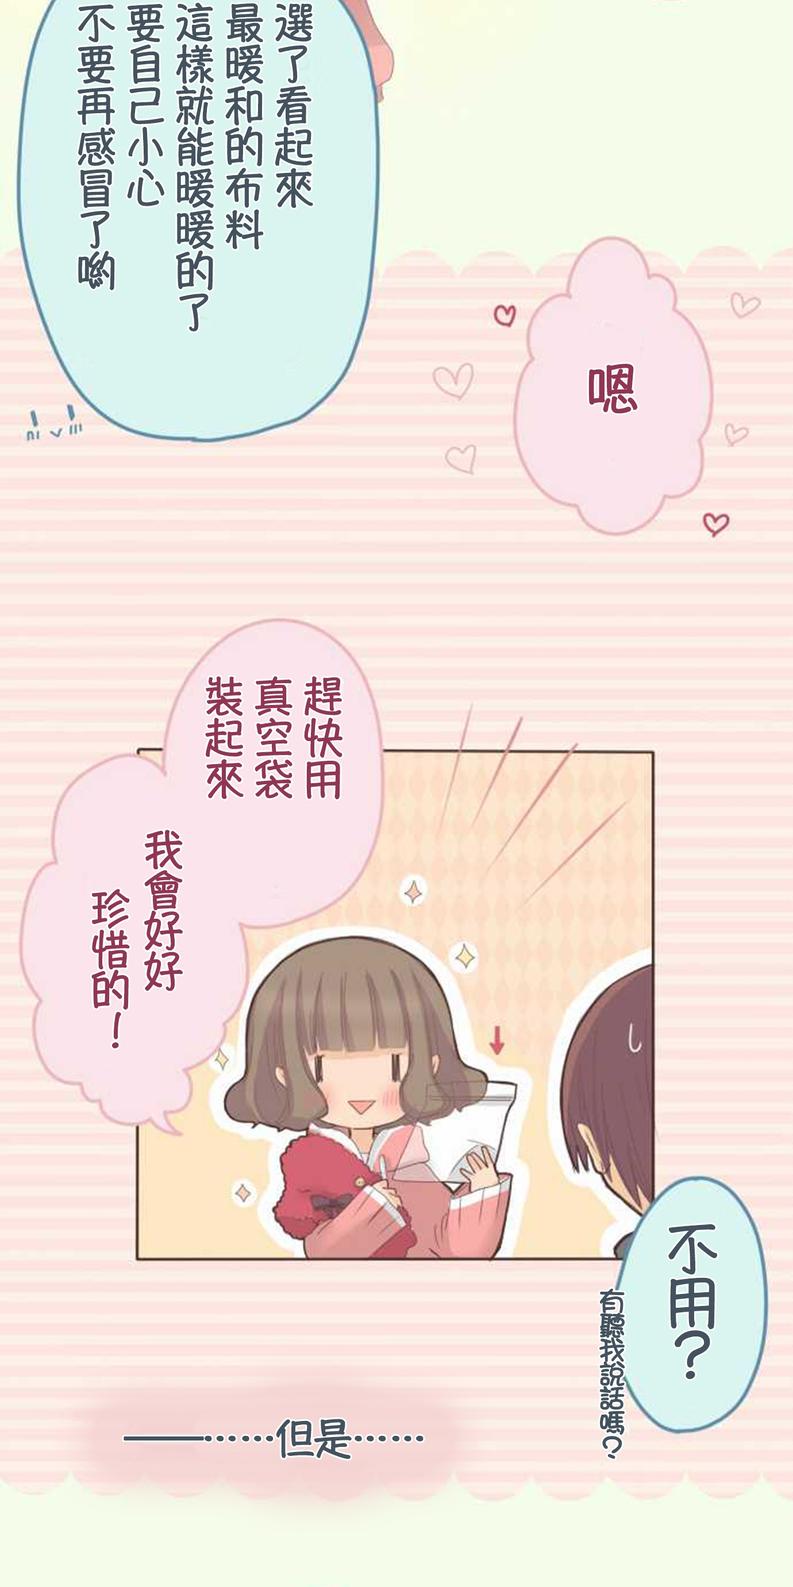 選了看起來
最暖和的布料
這樣就能暖暖的了
要自己小心
不要再感冒了喲
嗯
趕快用
真空袋
裝起來
我會好好
珍惜的！
不用？
有聽我說話嗎？
——……但是……